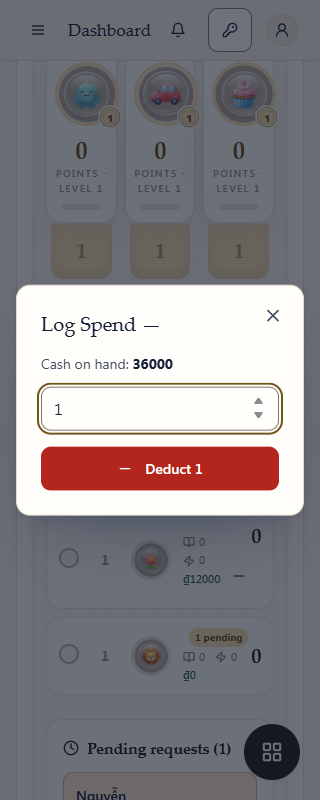 Dashboard
1
1
1
0
0
0
POINTS ·
LEVEL 1
POINTS ·
LEVEL 1
POINTS ·
LEVEL 1
1
1
1
Log Spend —
Cash on hand: 36000
1
— Deduct 1
1
0
0
0
₫12000
1
1 pending
0 0
0
₫0
Pending requests (1)
Nguyễn